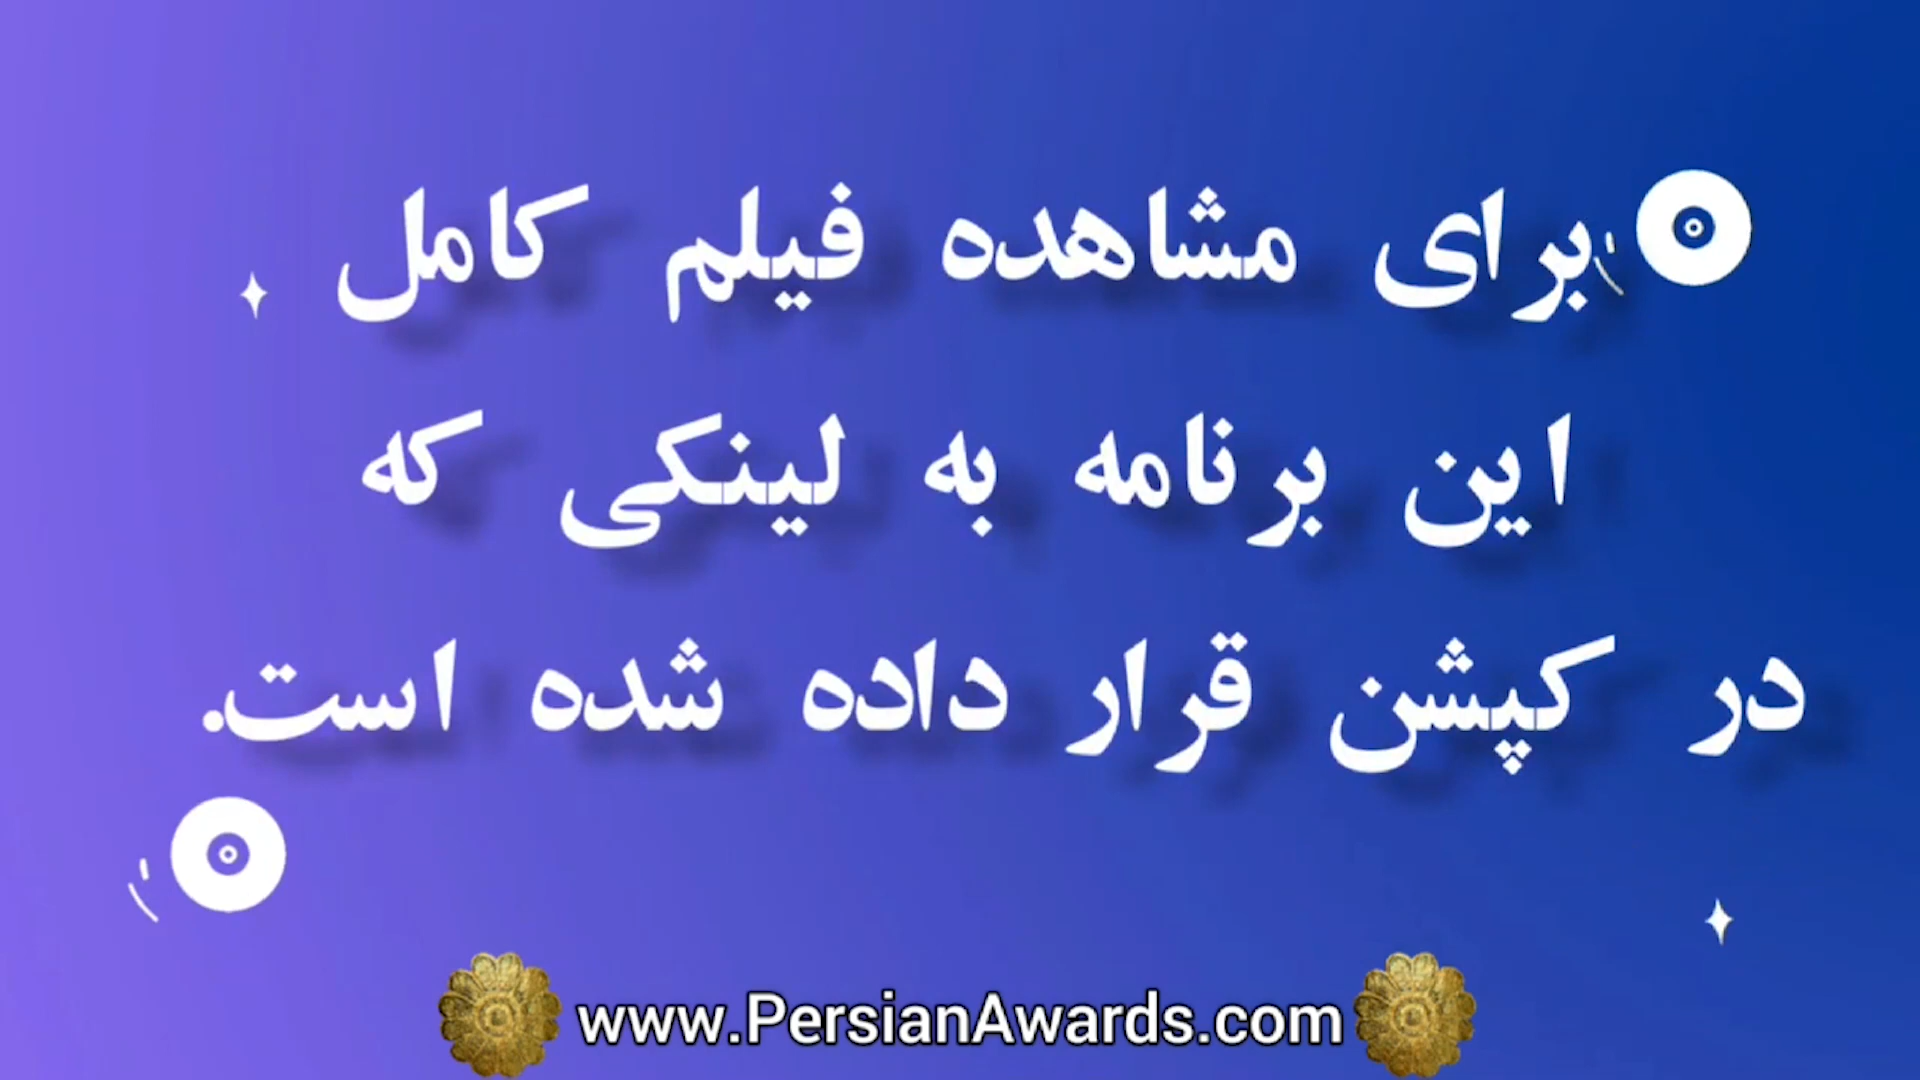 برای مشاهده فیلم کامل
این برنامه به لینکی که
در کپشن قرار داده شده است.
www.PersianAwards.com